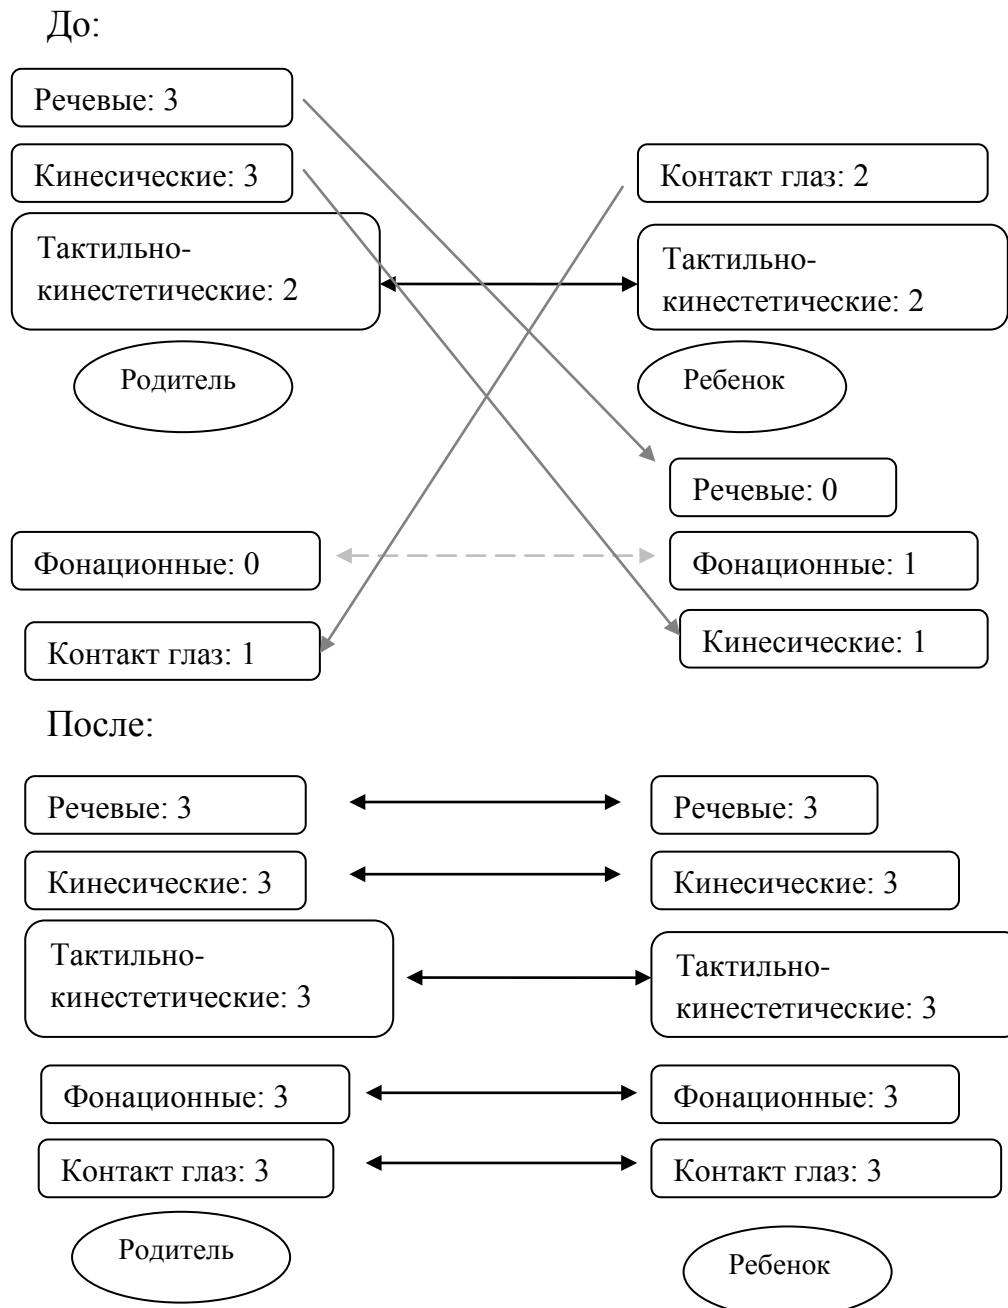 До:
Речевые: 3
Кинесические: 3
Контакт глаз: 2
Тактильно-
кинестетические: 2
Тактильно-
кинестетические: 2
Родитель
Ребенок
Речевые: 0
Фонационные: 0
Фонационные: 1
Контакт глаз: 1
Кинесические: 1
После:
Речевые: 3
Речевые: 3
Кинесические: 3
Кинесические: 3
Тактильно-
кинестетические: 3
Тактильно-
кинестетические: 3
Фонационные: 3
Фонационные: 3
Контакт глаз: 3
Контакт глаз: 3
Родитель
Ребенок